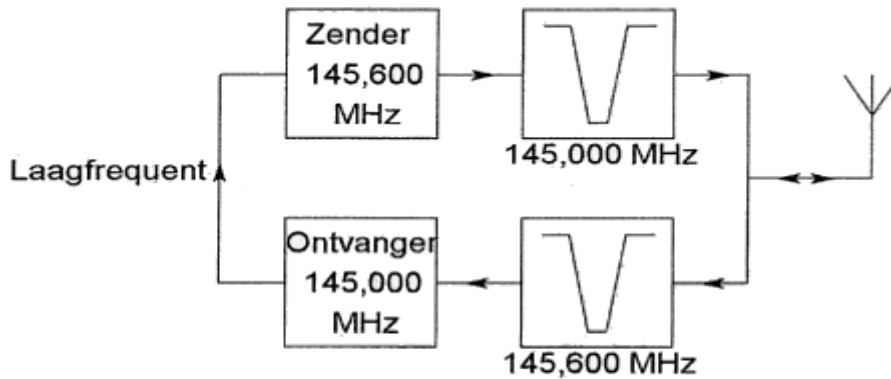 Zender
145,600
MHz
145,000 MHz
Laagfrequent
Ontvanger
145,000
MHz
145,600 MHz